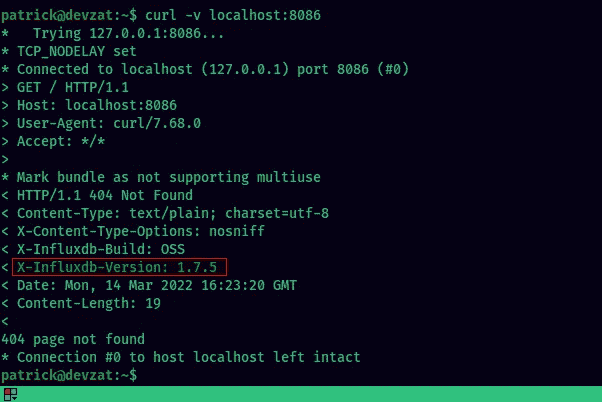 patrick@devzat:~$ curl -v localhost:8086
*   Trying 127.0.0.1:8086...
* TCP_NODELAY set
* Connected to localhost (127.0.0.1) port 8086 (#0)
> GET / HTTP/1.1
> Host: localhost:8086
> User-Agent: curl/7.68.0
> Accept: */*
>
* Mark bundle as not supporting multiuse
< HTTP/1.1 404 Not Found
< Content-Type: text/plain; charset=utf-8
< X-Content-Type-Options: nosniff
< X-Influxdb-Build: OSS
< X-Influxdb-Version: 1.7.5
< Date: Mon, 14 Mar 2022 16:23:20 GMT
< Content-Length: 19
<
404 page not found
* Connection #0 to host localhost left intact
patrick@devzat:~$